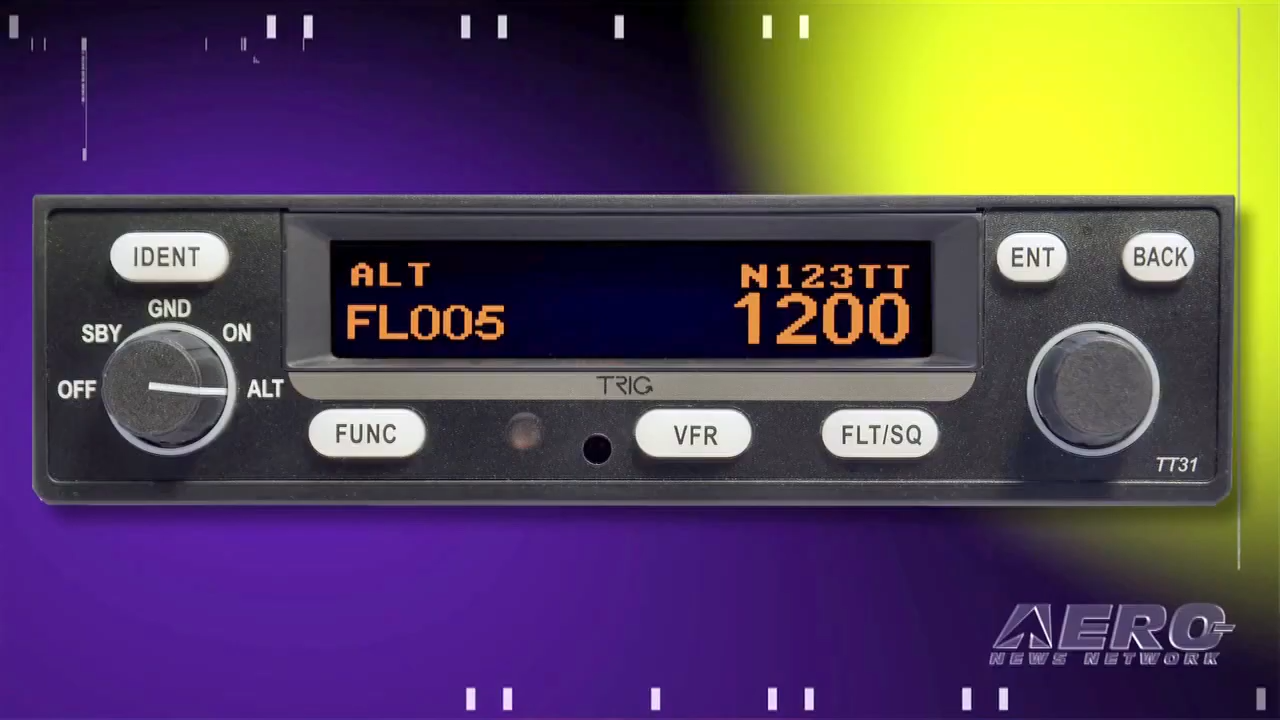 IDENT
ENT
BACK
ALT
N123TT
FL005
1200
GND
SBY
ON
OFF
ALT
TRIG
FUNC
VFR
FLT/SQ
TT31
AERO
NEWS NETWORK